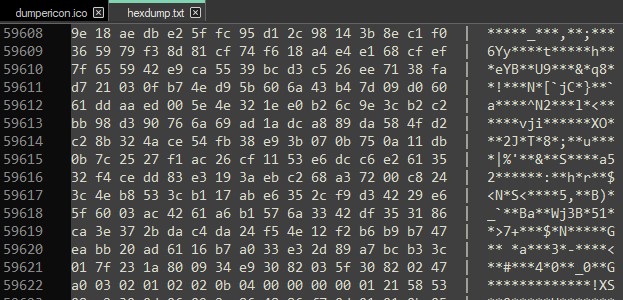 dumpericon.ico hexdump.txt
59608 9e 18 ae db e2 5f fc 95 d1 2c 98 14 3b 8e c1 f0 | *****_***,**;***
59609 36 59 79 f3 8d 81 cf 74 f6 18 a4 e4 e1 68 cf ef | 6Yy****t*****h**
59610 7f 65 59 42 e9 ca 55 39 bc d3 c5 26 ee 71 38 fa | *eYB**U9***&*q8*
59611 d7 21 03 0f b7 4e d9 5b 60 6a 43 b4 7d 09 d0 60 | *!***N*[`jC*}**`
59612 61 dd aa ed 00 5e 4e 32 1e e0 b2 6c 9e 3c b2 c2 | a****^N2***l*<**
59613 bb 98 d3 90 76 6a 69 ad 1a dc a8 89 da 58 4f d2 | ****vji******XO*
59614 c2 8b 32 4a ce 54 fb 38 e9 3b 07 0b 75 0a 11 db | **2J*T*8*;**u***
59615 0b 7c 25 27 f1 ac 26 cf 11 53 e6 dc c6 e2 61 35 | *|%'**&**S****a5
59616 32 f4 ce dd 83 e3 19 3a 3a eb c2 68 a3 72 00 c8 24
59617 3c 4e b8 53 3c b1 17 ab e6 35 2c f9 d3 42 29 e6 | <N*S<****5,**B)*
59618 5f 60 03 ac 42 61 a6 b1 57 6a 33 42 df 35 31 86 | _`**Ba**Wj3B*51*
59619 ca 3e 37 2b da c4 da 24 f5 4e 12 f2 b6 b9 b7 47 | *>7+***$*N*****G
59620 ea bb 20 ad 61 16 b7 a0 33 e3 2d 89 a7 bc b3 3c | ** *a***3*-****<
59621 01 7f 23 1a 80 09 34 e9 30 82 03 5f 30 82 02 47 | **#***4*0**_0**G
59622 a0 03 02 01 02 02 0b 04 00 00 00 00 01 21 58 53 | *************!XS